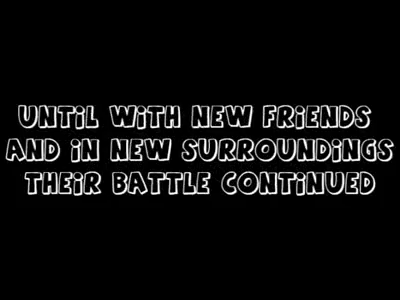 UNTiL WiTH NEW FRiENDS
AND iN NEW SURROUNDiNGS
THEiR BATTLE CONTiNUED